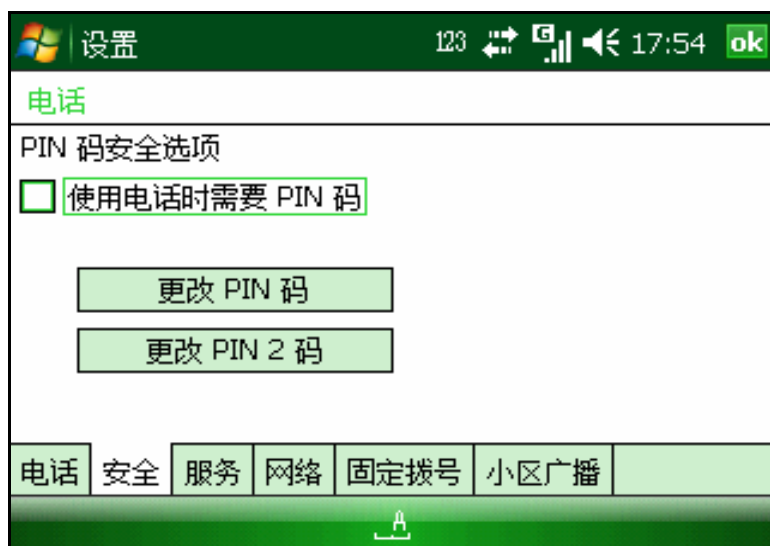 设置 123 G 17:54 ok
电话
PIN 码安全选项
使用电话时需要 PIN 码
更改 PIN 码
更改 PIN 2 码
电话 安全 服务 网络 固定拨号 小区广播
A